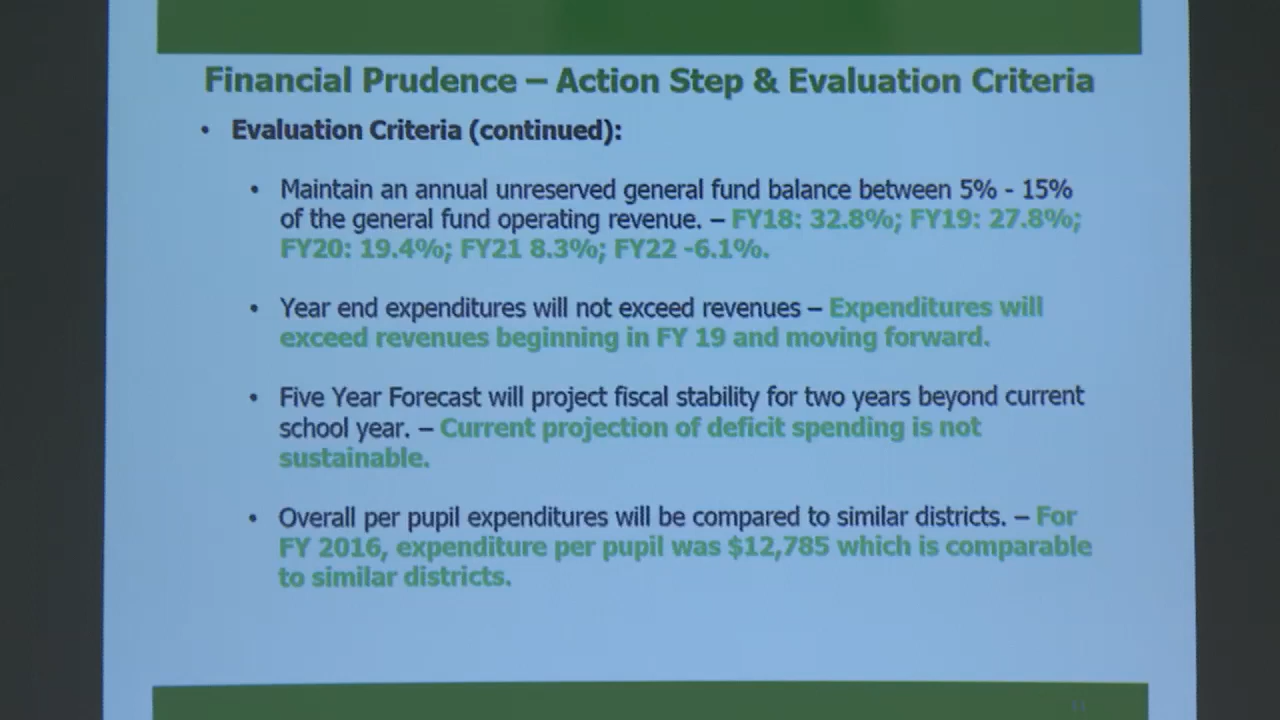 Financial Prudence – Action Step & Evaluation Criteria
• Evaluation Criteria (continued):
• Maintain an annual unreserved general fund balance between 5% - 15%
of the general fund operating revenue. – FY18: 32.8%; FY19: 27.8%;
FY20: 19.4%; FY21 8.3%; FY22 -6.1%.
• Year end expenditures will not exceed revenues – Expenditures will
exceed revenues beginning in FY 19 and moving forward.
• Five Year Forecast will project fiscal stability for two years beyond current
school year. – Current projection of deficit spending is not
sustainable.
• Overall per pupil expenditures will be compared to similar districts. – For
FY 2016, expenditure per pupil was $12,785 which is comparable
to similar districts.